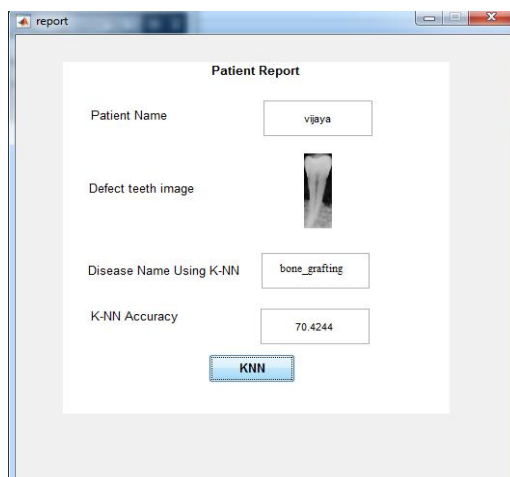 report
Patient Report
Patient Name
vijaya
Defect teeth image
Disease Name Using K-NN
bone_grafting
K-NN Accuracy
70.4244
KNN